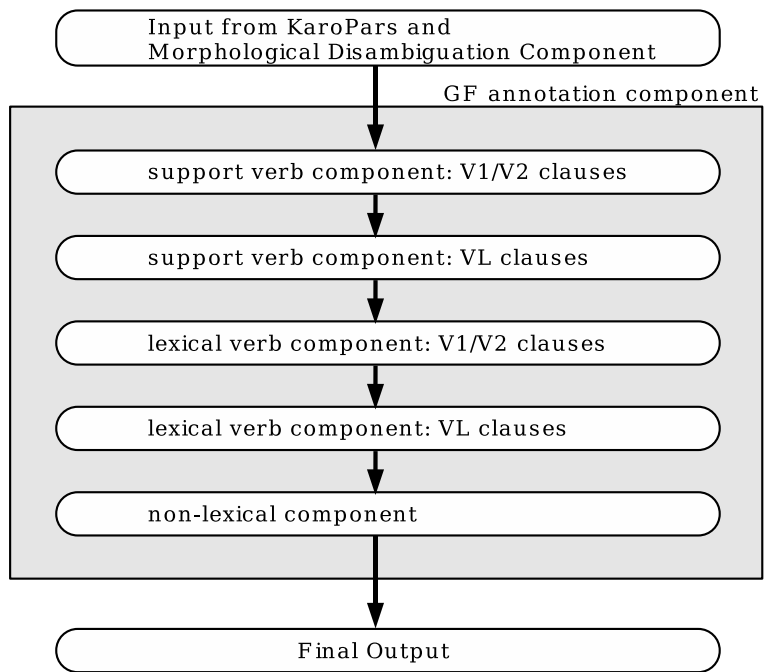 Input from KaroPars and
Morphological Disambiguation Component
GF annotation component
support verb component: V1/V2 clauses
support verb component: VL clauses
lexical verb component: V1/V2 clauses
lexical verb component: VL clauses
non-lexical component
Final Output